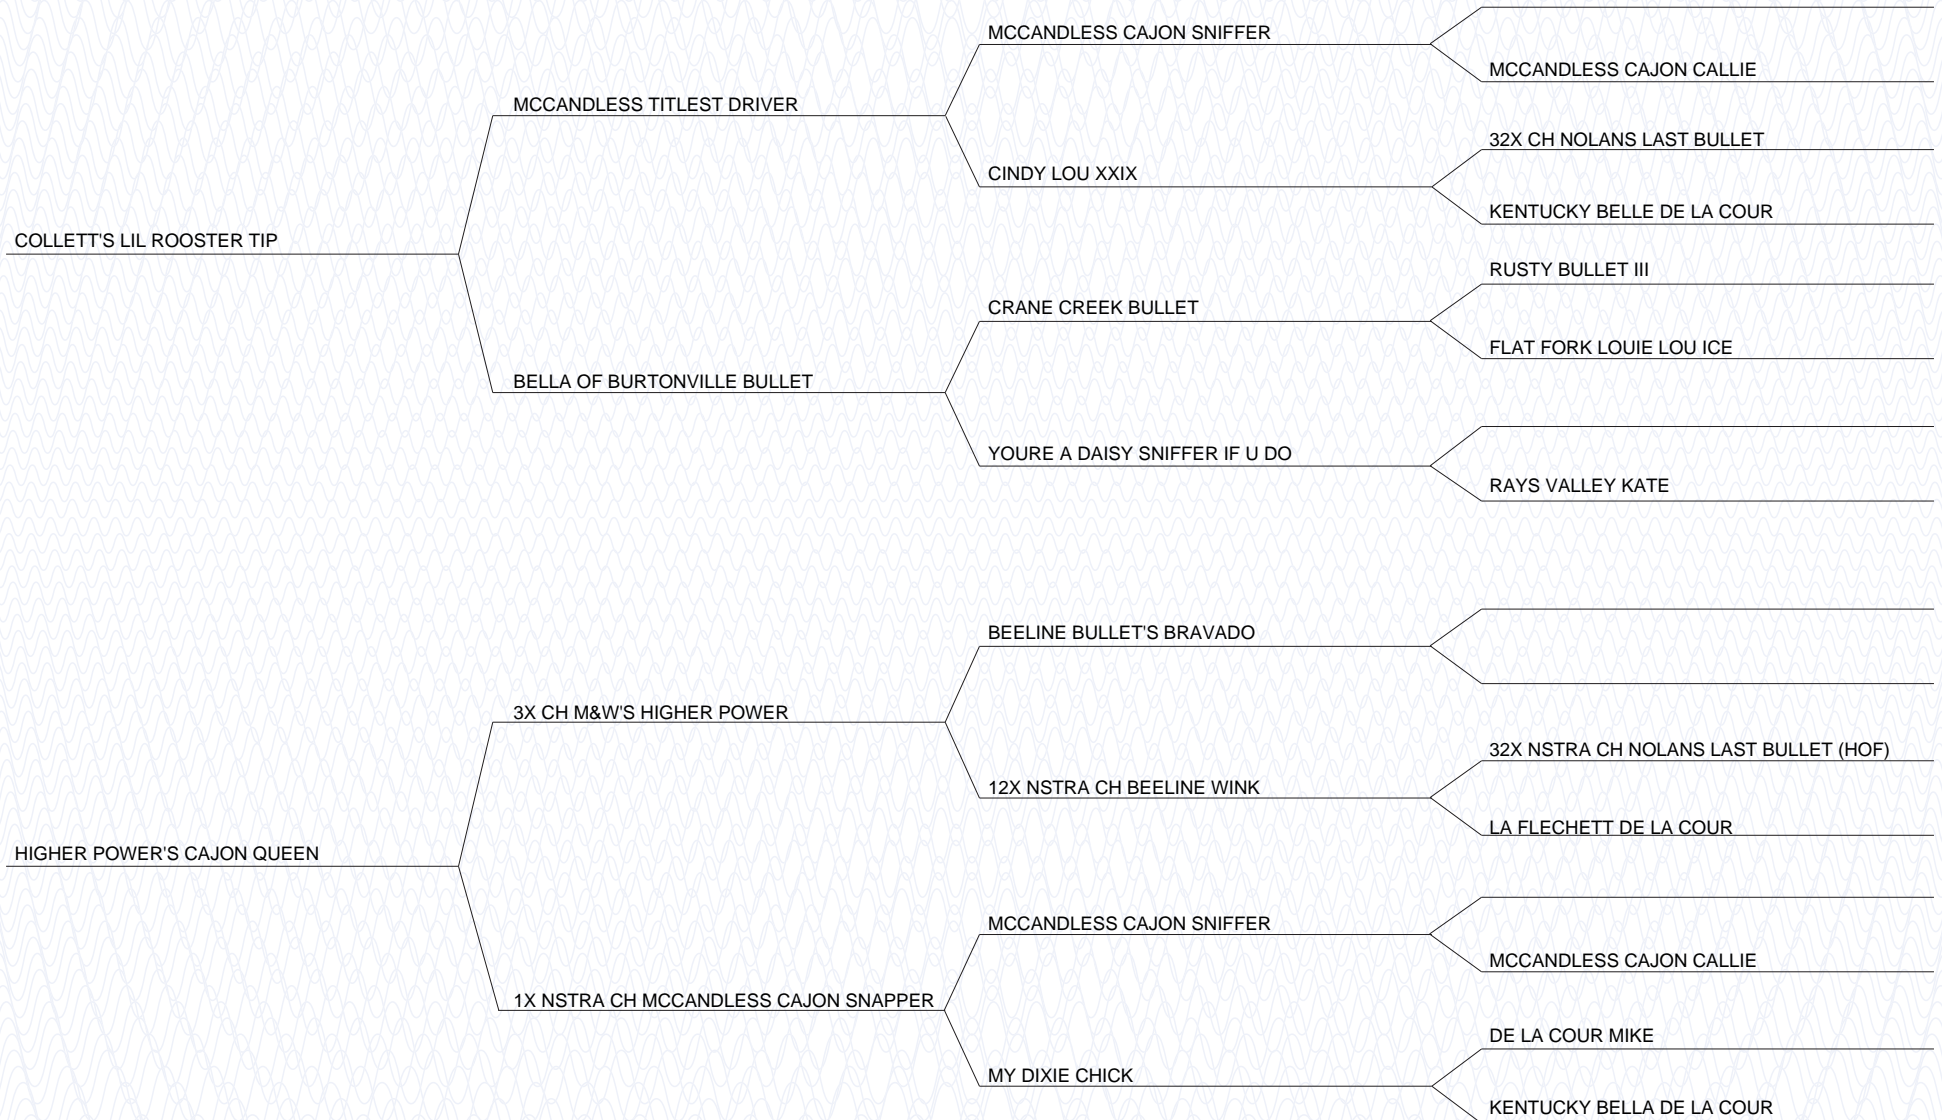 MCCANDLESS CAJON SNIFFER
MCCANDLESS CAJON CALLIE
MCCANDLESS TITLEST DRIVER
32X CH NOLANS LAST BULLET
CINDY LOU XXIX
KENTUCKY BELLE DE LA COUR
COLLETT'S LIL ROOSTER TIP
RUSTY BULLET III
CRANE CREEK BULLET
FLAT FORK LOUIE LOU ICE
BELLA OF BURTONVILLE BULLET
YOURE A DAISY SNIFFER IF U DO
RAYS VALLEY KATE
BEELINE BULLET'S BRAVADO
3X CH M&W'S HIGHER POWER
32X NSTRA CH NOLANS LAST BULLET (HOF)
12X NSTRA CH BEELINE WINK
LA FLECHETT DE LA COUR
HIGHER POWER'S CAJON QUEEN
MCCANDLESS CAJON SNIFFER
MCCANDLESS CAJON CALLIE
1X NSTRA CH MCCANDLESS CAJON SNAPPER
DE LA COUR MIKE
MY DIXIE CHICK
KENTUCKY BELLA DE LA COUR